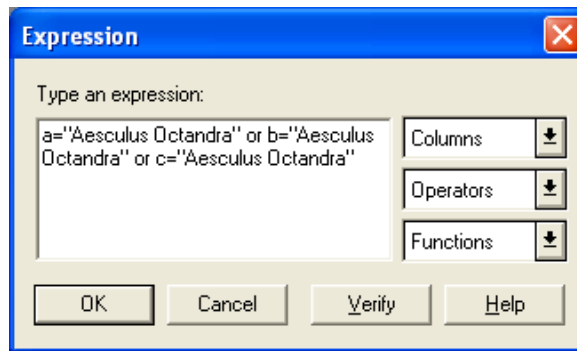 Expression
Type an expression:
a="Aesculus Octandra" or b="Aesculus
Octandra" or c="Aesculus Octandra"
Columns
Operators
Functions
OK Cancel Verify Help